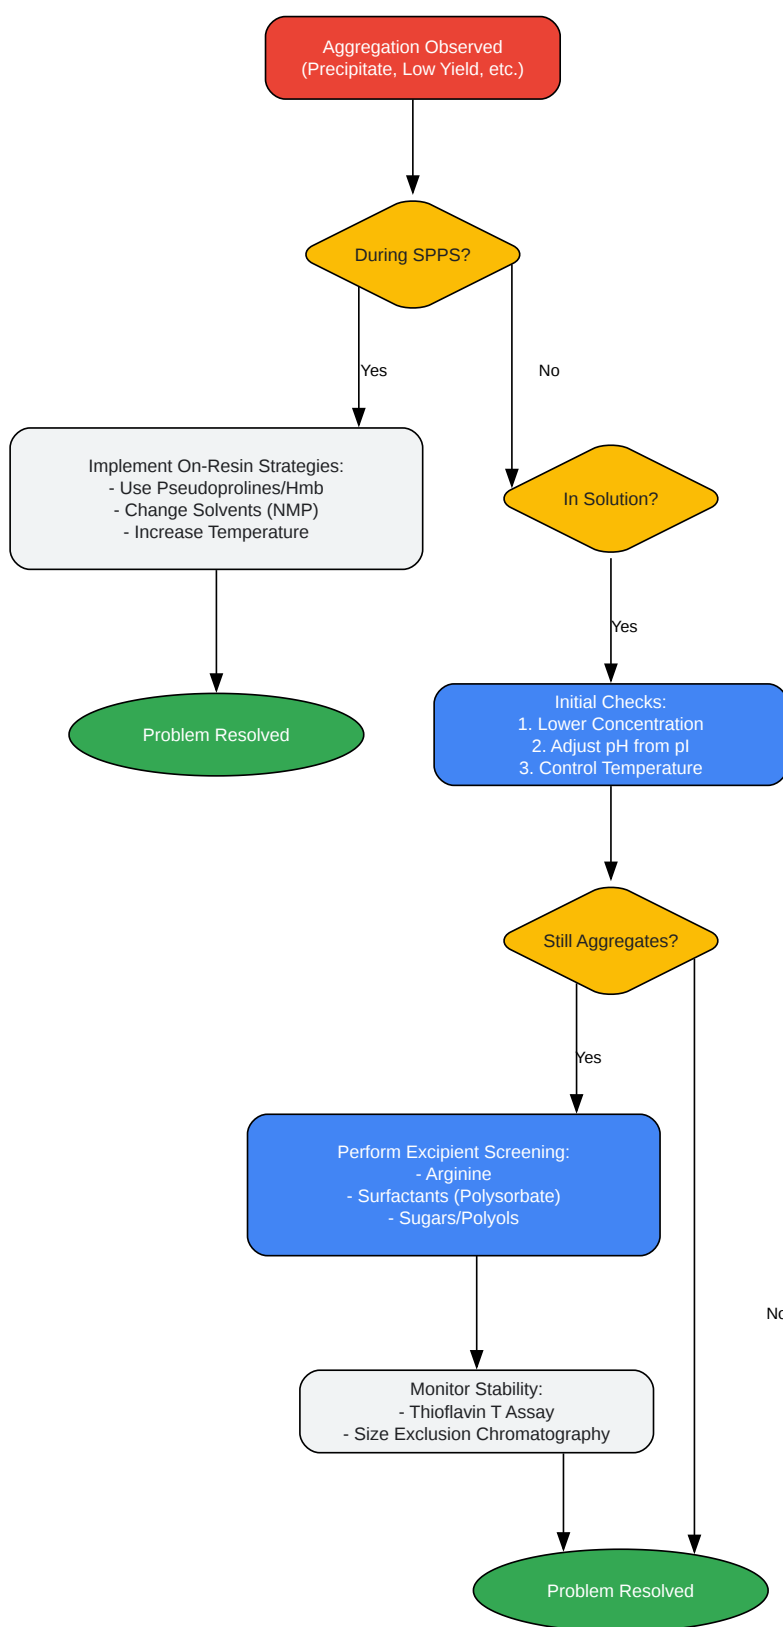 Aggregation Observed
(Precipitate, Low Yield, etc.)
During SPPS?
Yes
No
Implement On-Resin Strategies:
- Use Pseudoprolines/Hmb
- Change Solvents (NMP)
- Increase Temperature
In Solution?
Yes
Problem Resolved
Initial Checks:
1. Lower Concentration
2. Adjust pH from pI
3. Control Temperature
Still Aggregates?
Yes
Perform Excipient Screening:
- Arginine
- Surfactants (Polysorbate)
- Sugars/Polyols
No
Monitor Stability:
- Thioflavin T Assay
- Size Exclusion Chromatography
Problem Resolved